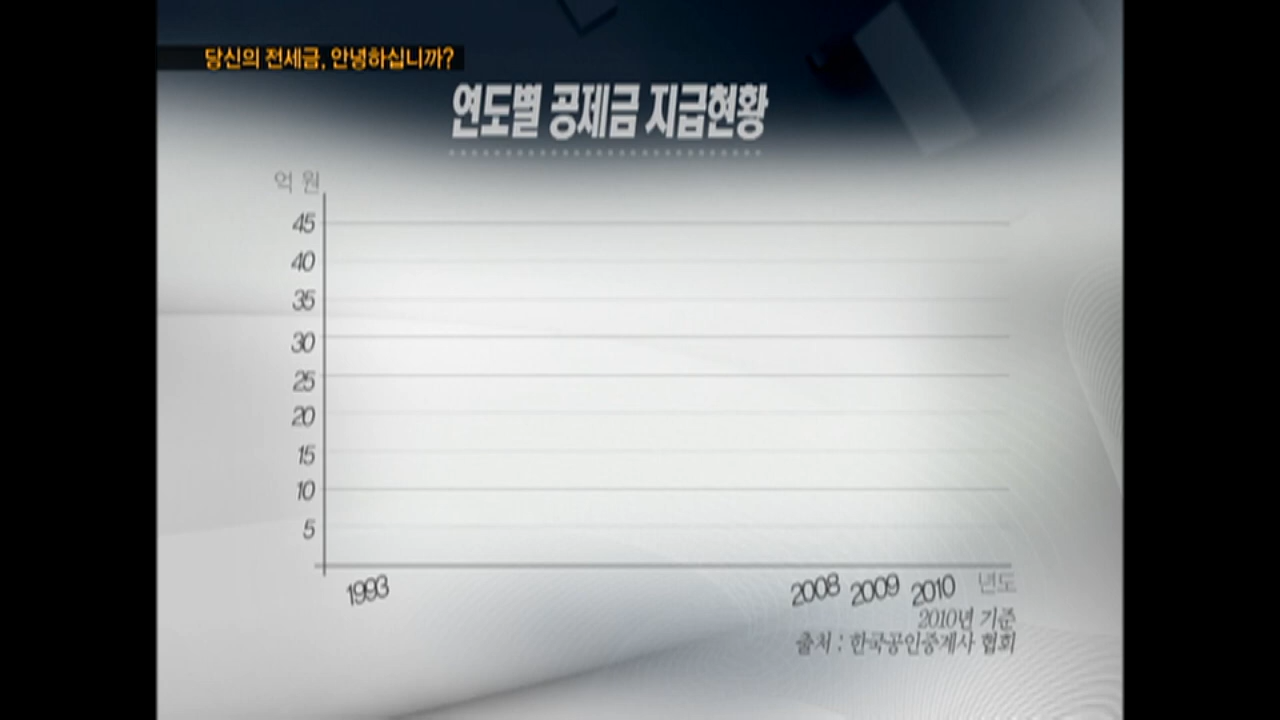 당신의 전세금, 안녕하십니까?
연도별 공제금 지급현황
억 원
45
40
35
30
25
20
15
10
5
1993 2008 2009 2010 년도
2010년 기준
출처 : 한국공인중계사 협회